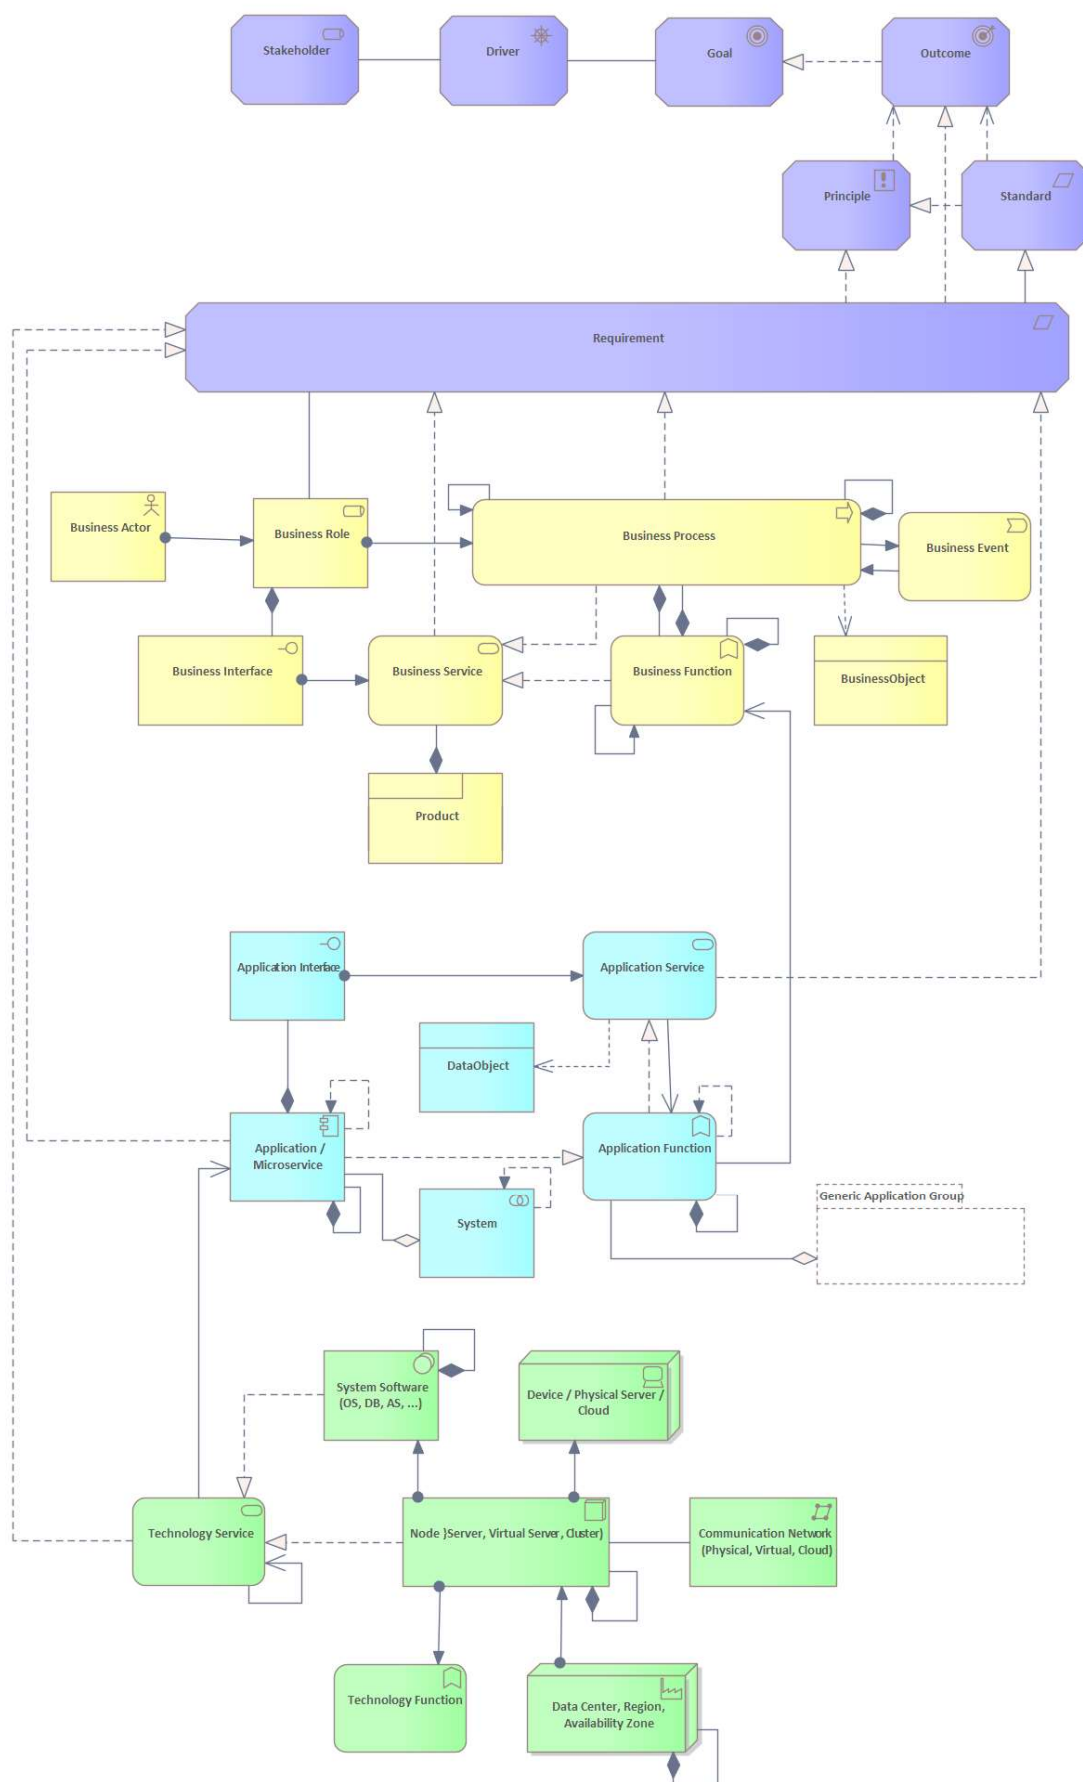 Stakeholder
Driver
Goal
Outcome
Principle
Standard
Requirement
Business Actor
Business Role
Business Process
Business Event
Business Interface
Business Service
Business Function
BusinessObject
Product
Application Interface
Application Service
DataObject
Application /
Microservice
Application Function
System
Generic Application Group
System Software
(OS, DB, AS, ...)
Device / Physical Server /
Cloud
Technology Service
Node }Server, Virtual Server, Cluster)
Communication Network
(Physical, Virtual, Cloud)
Technology Function
Data Center, Region,
Availability Zone